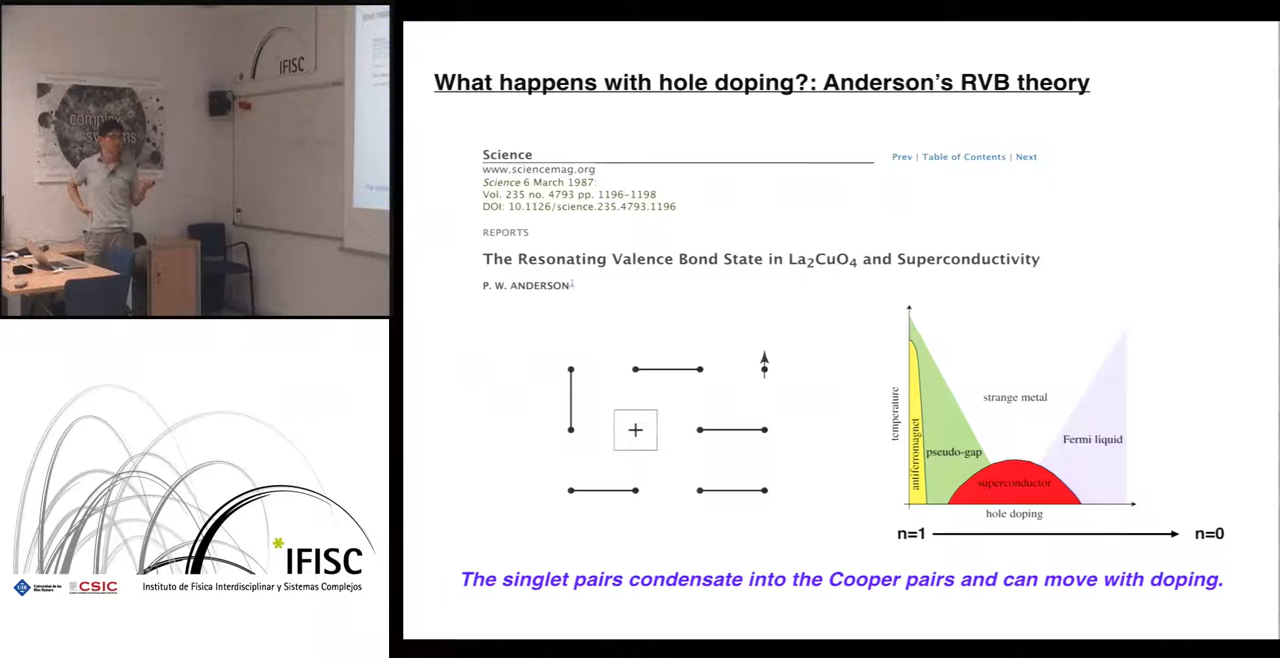 What happens with hole doping?: Anderson's RVB theory
Science
Prev | Table of Contents | Next
www.sciencemag.org
Science 6 March 1987:
Vol. 235 no. 4793 pp. 1196-1198
DOI: 10.1126/science.235.4793.1196
REPORTS
The Resonating Valence Bond State in La2CuO4 and Superconductivity
P. W. ANDERSON1
+
temperature
antiferromagnet
pseudo-gap
strange metal
Fermi liquid
superconductor
hole doping
n=1
n=0
The singlet pairs condensate into the Cooper pairs and can move with doping.
IFISC
complex
systems
*IFISC
CSIC
Instituto de Física Interdisciplinar y Sistemas Complejos